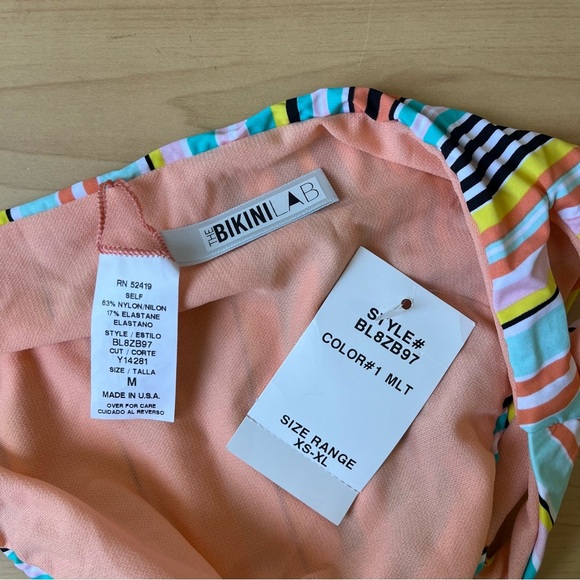 THE BIKINI LAB
RN 52419
SELF
83% NYLON/NILON
17% ELASTANE
ELASTANO
STYLE / ESTILO
BL8ZB97
CUT / CORTE
Y14281
SIZE / TALLA
M
MADE IN U.S.A.
OVER FOR CARE
CUIDADO AL REVERSO
STYLE#
BL8ZB97
COLOR#1 MLT
SIZE RANGE
XS-XL